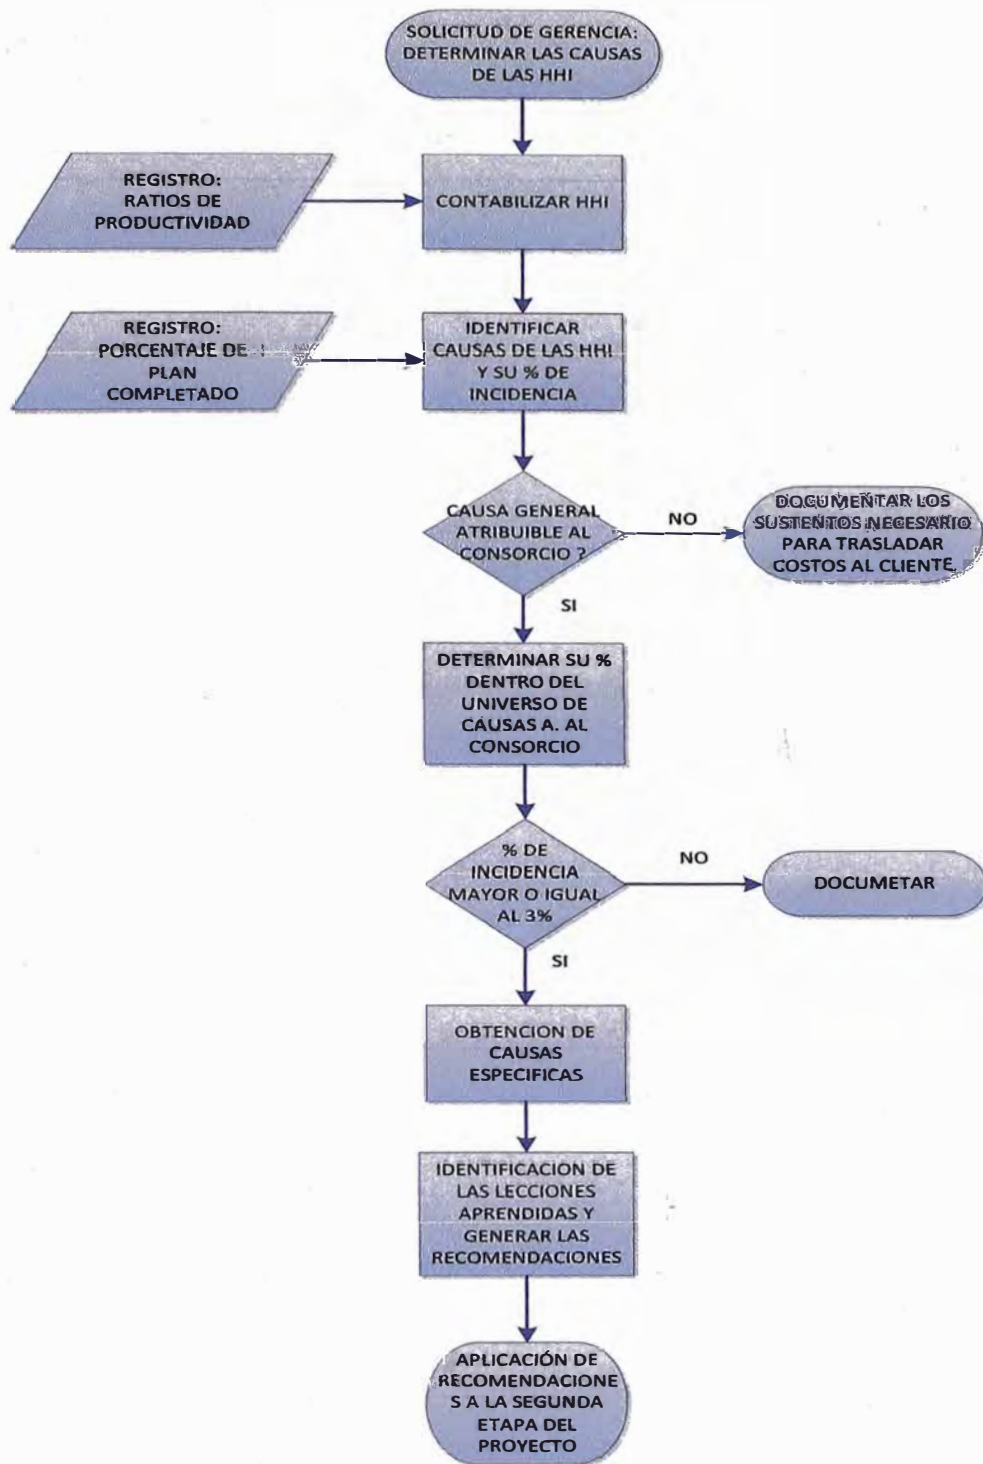 SOLICITUD DE GERENCIA:
DETERMINAR LAS CAUSAS
DE LAS HHI
REGISTRO:
RATIOS DE
PRODUCTIVIDAD
CONTABILIZAR HHI
REGISTRO:
PORCENTAJE DE
PLAN
COMPLETADO
IDENTIFICAR
CAUSAS DE LAS HHI
Y SU % DE
INCIDENCIA
CAUSA GENERAL
ATRIBUIBLE AL
CONSORCIO ?
NO
DOCUMENTAR LOS
SUSTENTOS NECESARIO
PARA TRASLADAR
COSTOS AL CLIENTE.
SI
DETERMINAR SU %
DENTRO DEL
UNIVERSO DE
CAUSAS A. AL
CONSORCIO
% DE
INCIDENCIA
MAYOR O IGUAL
AL 3%
NO
DOCUMETAR
SI
OBTENCION DE
CAUSAS
ESPECIFICAS
IDENTIFICACION DE
LAS LECCIONES
APRENDIDAS Y
GENERAR LAS
RECOMENDACIONES
APLICACIÓN DE
RECOMENDACIONE
S A LA SEGUNDA
ETAPA DEL
PROYECTO